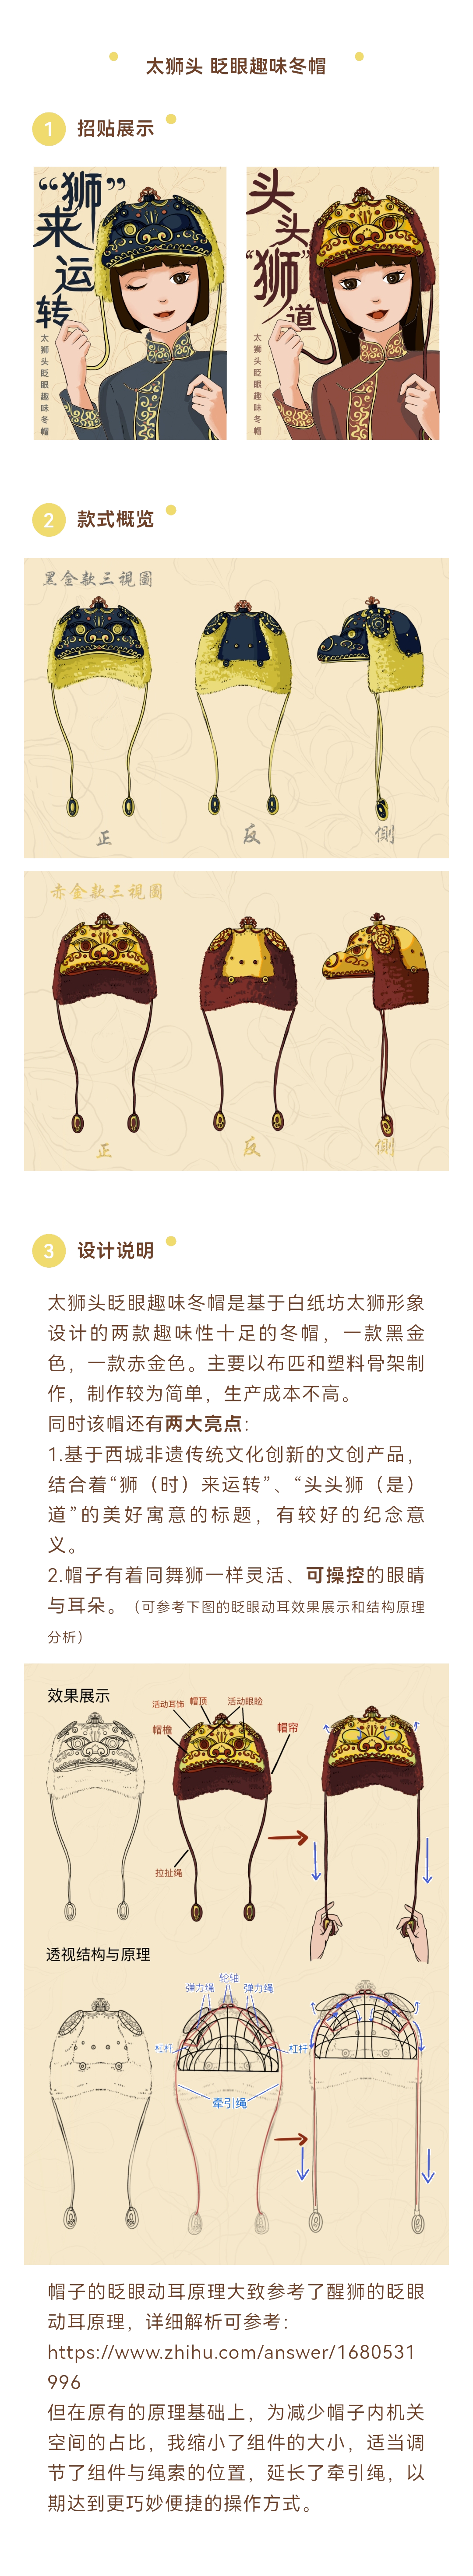 太狮头 眨眼趣味冬帽
1 招贴展示
“狮”
来
运
转
太狮头眨眼趣味冬帽
头
头
“狮”
道
太狮头眨眼趣味冬帽
2 款式概览
黑金款三視圖
正 反 侧
赤金款三視圖
正 反 侧
3 设计说明
太狮头眨眼趣味冬帽是基于白纸坊太狮形象
设计的两款趣味性十足的冬帽，一款黑金
色，一款赤金色。主要以布匹和塑料骨架制
作，制作较为简单，生产成本不高。
同时该帽还有两大亮点：
1.基于西城非遗传统文化创新的文创产品，
结合着“狮（时）来运转”、“头头狮（是）
道”的美好寓意的标题，有较好的纪念意
义。
2.帽子有着同舞狮一样灵活、可操控的眼睛
与耳朵。（可参考下图的眨眼动耳效果展示和结构原理
分析）
效果展示
活动耳饰 帽顶 活动眼睑
帽檐 帽帘
拉扯绳
透视结构与原理
轮轴
弹力绳 弹力绳
杠杆 杠杆
牵引绳
帽子的眨眼动耳原理大致参考了醒狮的眨眼
动耳原理，详细解析可参考：
https://www.zhihu.com/answer/1680531
996
但在原有的原理基础上，为减少帽子内机关
空间的占比，我缩小了组件的大小，适当调
节了组件与绳索的位置，延长了牵引绳，以
期达到更巧妙便捷的操作方式。